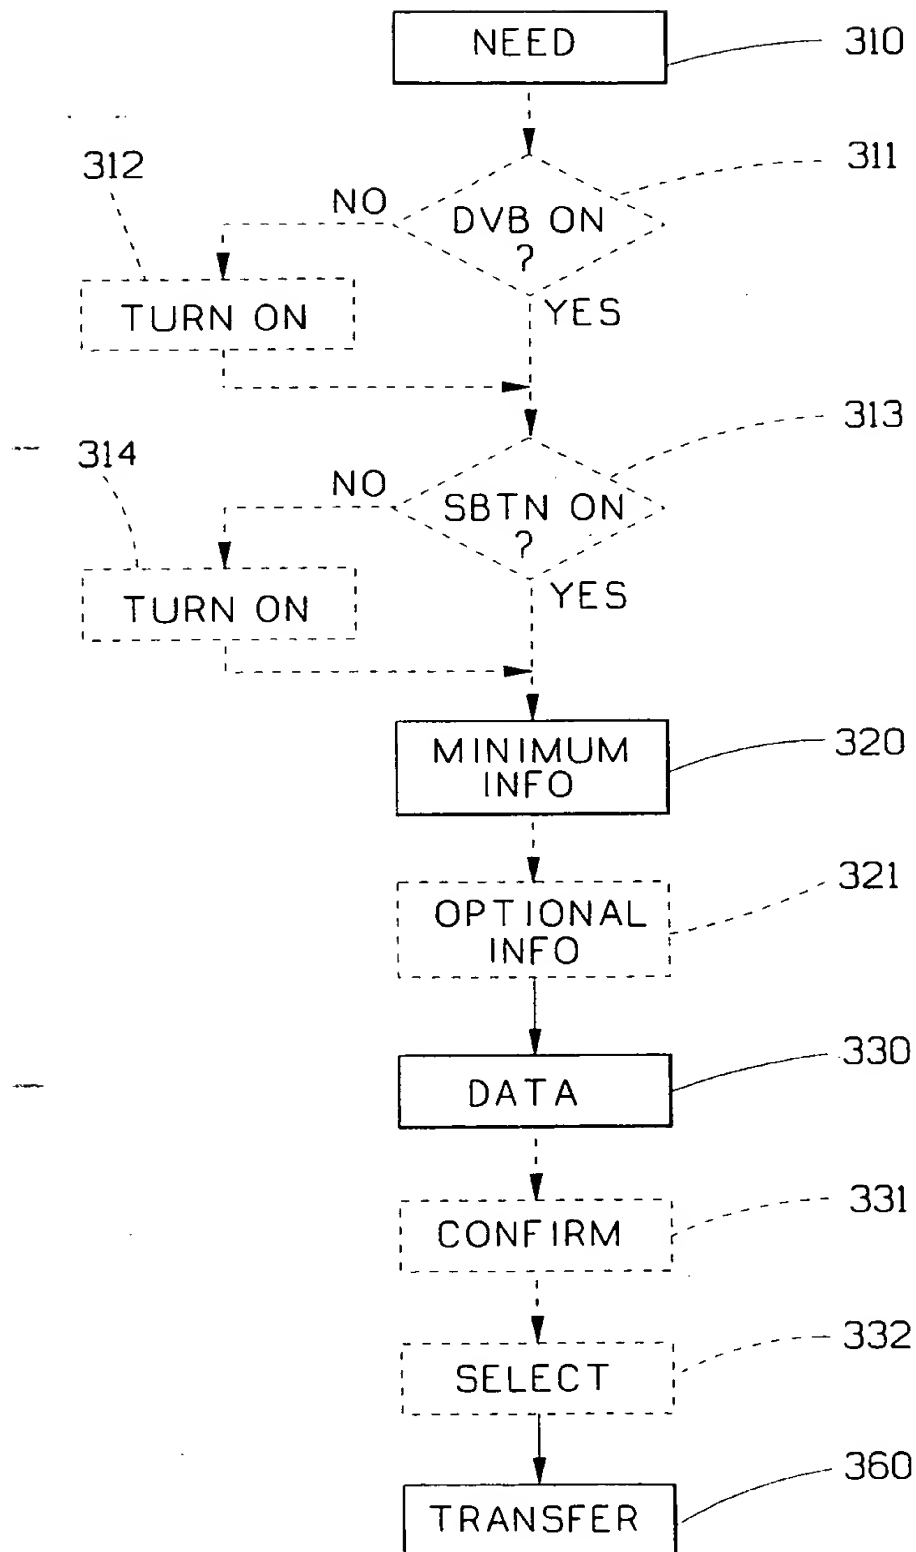 NEED
310
311
312
NO
DVB ON
?
TURN ON
YES
313
314
NO
SBTN ON
?
TURN ON
YES
320
MINIMUM
INFO
321
OPTIONAL
INFO
330
DATA
331
CONFIRM
332
SELECT
360
TRANSFER